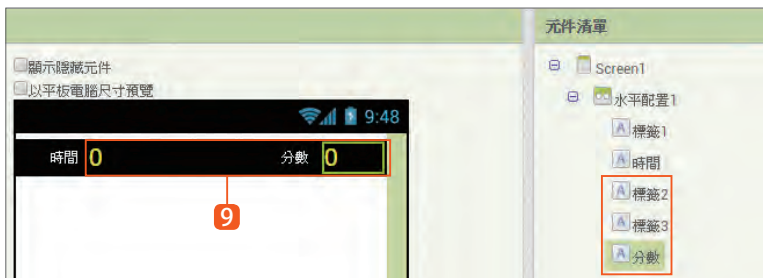 元件清單
顯示隱藏元件
以平板電腦尺寸預覽
9:48
時間 0 分數 0
9
Screen1
水平配置1
A 標籤1
A 時間
A 標籤2
A 標籤3
A 分數